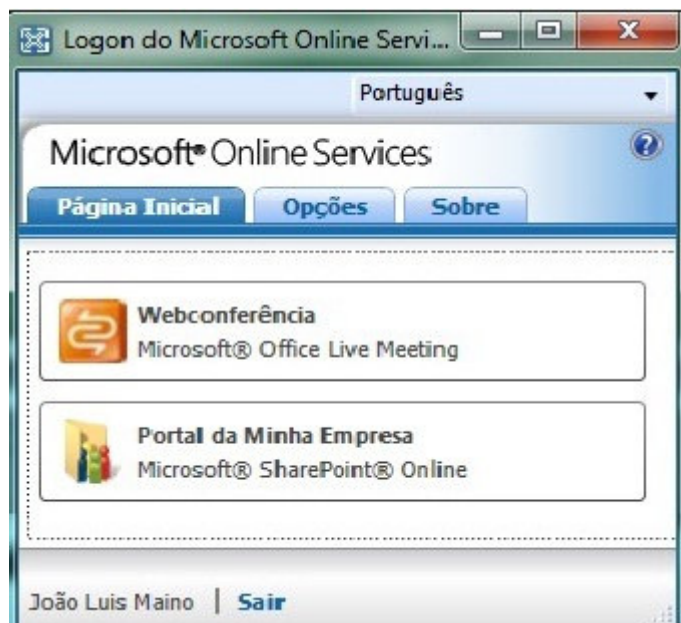 Logon do Microsoft Online Servi...
Português
Microsoft® Online Services
Página Inicial Opções Sobre
Webconferência
Microsoft® Office Live Meeting
Portal da Minha Empresa
Microsoft® SharePoint® Online
João Luis Maino | Sair